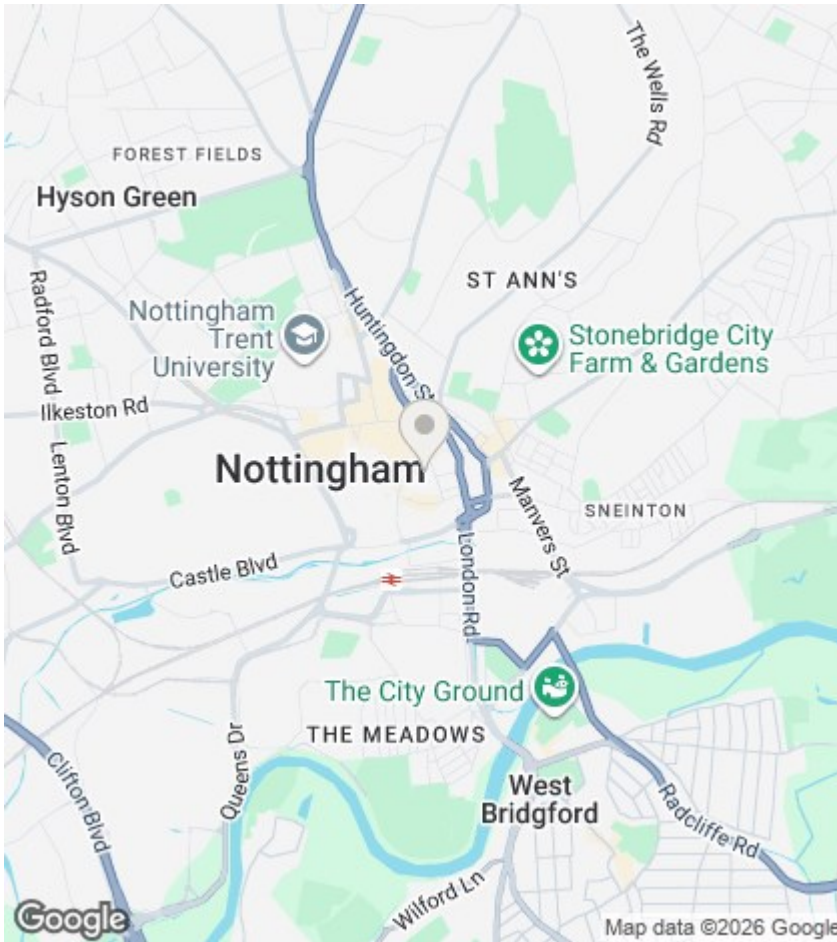 The Wells Rd
FOREST FIELDS
Hyson Green
ST ANN'S
Radford Blvd
Nottingham
Trent
University
Huntingdon St
Stonebridge City
Farm & Gardens
Ilkeston Rd
Lenton Blvd
Nottingham
Manvers St
SNEINTON
Castle Blvd
London Rd
The City Ground
THE MEADOWS
Queens Dr
Clifton Blvd
West
Bridgford
Radcliffe Rd
Wilford Ln
Google
Map data ©2026 Google